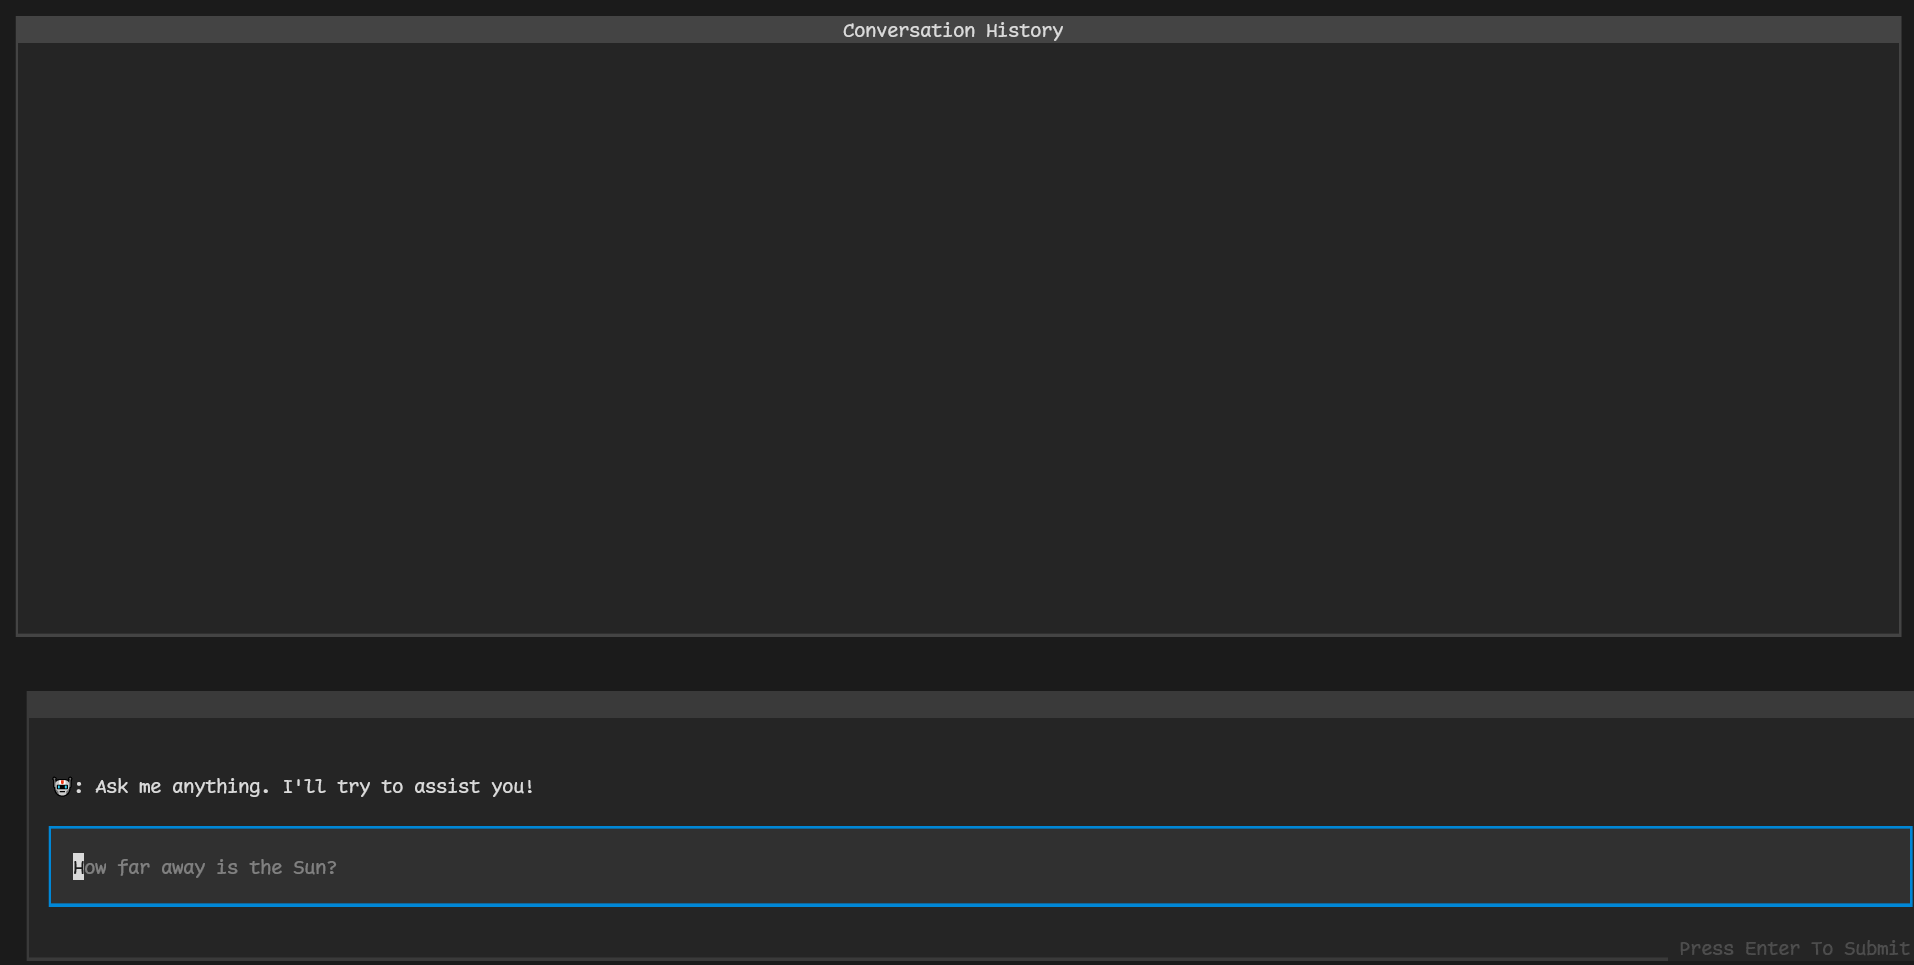 Conversation History
: Ask me anything. I'll try to assist you!
How far away is the Sun?
Press Enter To Submit